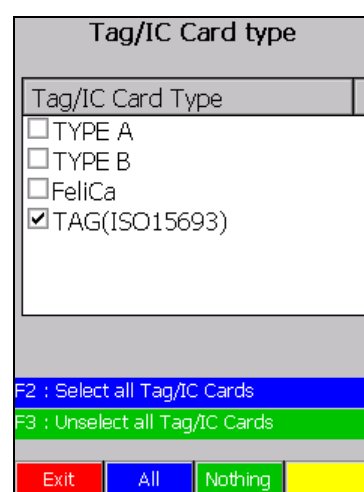 Tag/IC Card type
Tag/IC Card Type
TYPE A
TYPE B
FeliCa
TAG(ISO15693)
F2 : Select all Tag/IC Cards
F3 : Unselect all Tag/IC Cards
Exit All Nothing